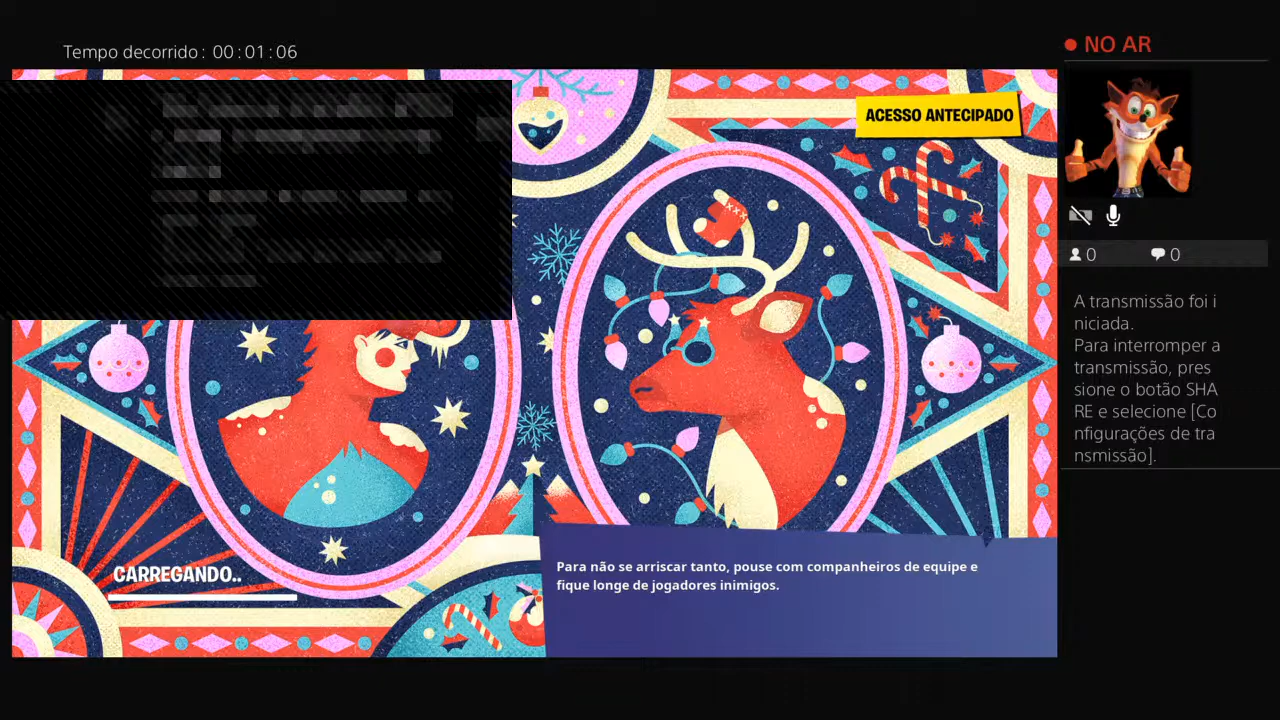 Tempo decorrido : 00 : 01 : 06
NO AR
ACESSO ANTECIPADO
0
0
A transmissão foi i
niciada.
Para interromper a
transmissão, pres
sione o botão SHA
RE e selecione [Co
nfigurações de tra
nsmissão].
CARREGANDO..
Para não se arriscar tanto, pouse com companheiros de equipe e
fique longe de jogadores inimigos.